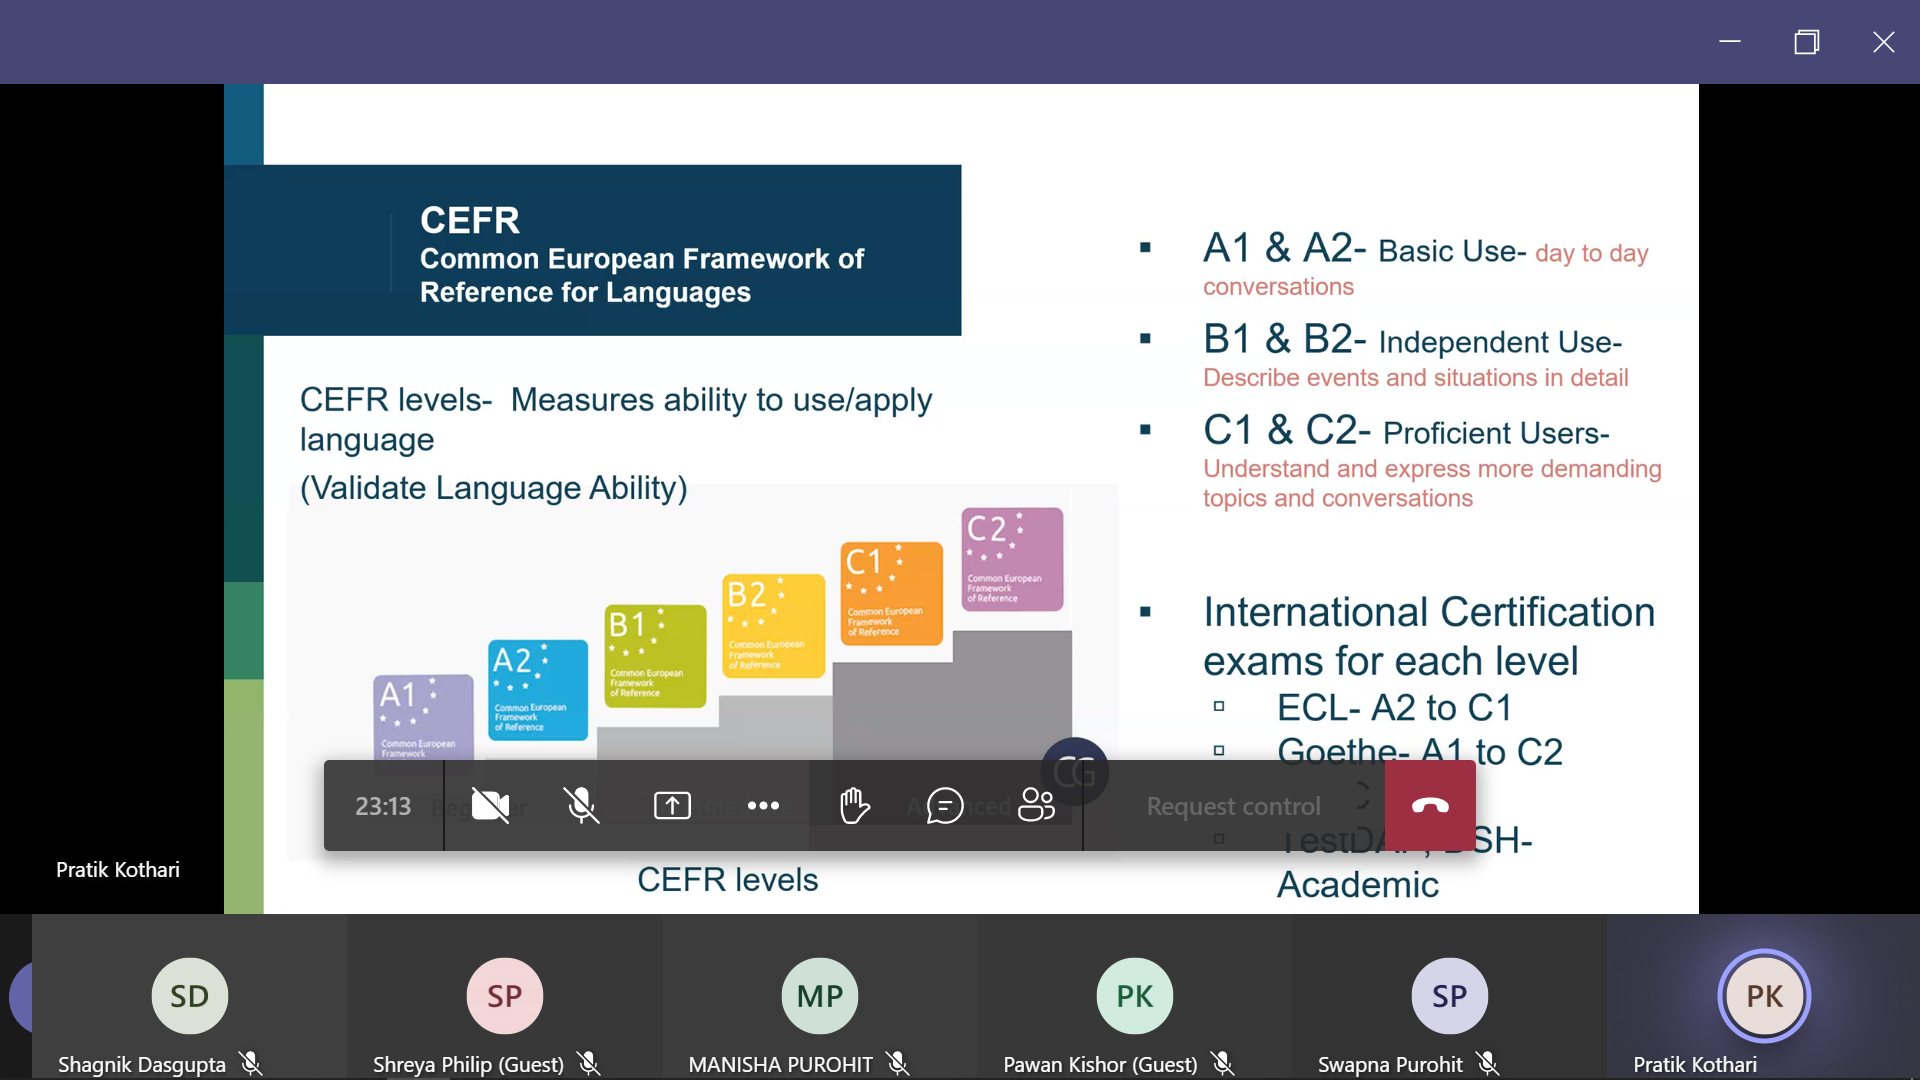 CEFR
Common European Framework of
Reference for Languages
CEFR levels- Measures ability to use/apply
language
(Validate Language Ability)
A1
Common European
Framework
A2
Common European
Framework
of Reference
B1
Common European
Framework
of Reference
B2
Common European
Framework
of Reference
C1
Common European
Framework
of Reference
C2
Common European
Framework
of Reference
CEFR levels
A1 & A2- Basic Use- day to day
conversations
B1 & B2- Independent Use-
Describe events and situations in detail
C1 & C2- Proficient Users-
Understand and express more demanding
topics and conversations
International Certification
exams for each level
ECL- A2 to C1
Goethe- A1 to C2
Academic
CG
23:13
Request control
Pratik Kothari
SD
Shagnik Dasgupta
SP
Shreya Philip (Guest)
MP
MANISHA PUROHIT
PK
Pawan Kishor (Guest)
SP
Swapna Purohit
PK
Pratik Kothari